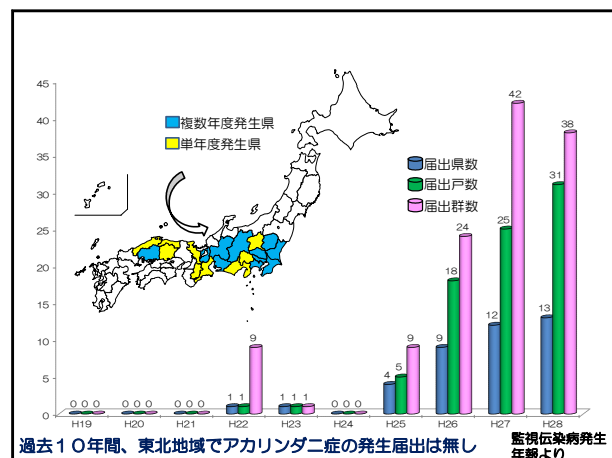 45
40
35
30
25
20
15
10
5
0
複数年度発生県
単年度発生県
届出県数
届出戸数
届出群数
0 0 0
0 0 0
0 0 0
1 1 9
1 1 1
0 0 0
4 5 9
9 18 24
12 25 42
13 31 38
H19 H20 H21 H22 H23 H24 H25 H26 H27 H28
過去10年間、東北地域でアカリンダニ症の発生届出は無し
監視伝染病発生
年報より